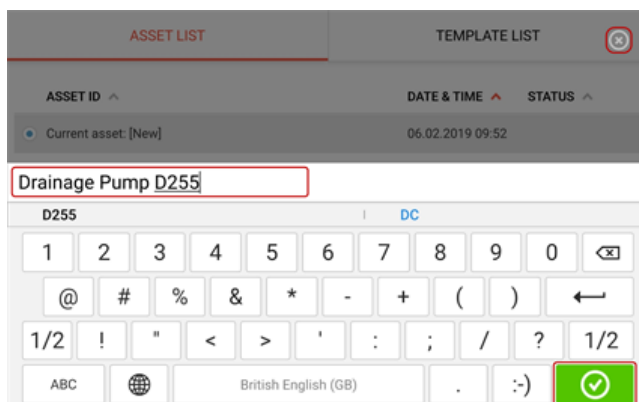 ASSET LIST TEMPLATE LIST
ASSET ID DATE & TIME STATUS
Current asset: [New] 06.02.2019 09:52
Drainage Pump D255
D255 DC
1 2 3 4 5 6 7 8 9 0
@ # % & * - + ( )
1/2 ! " < > ' : ; / ? 1/2
ABC British English (GB) . :-)